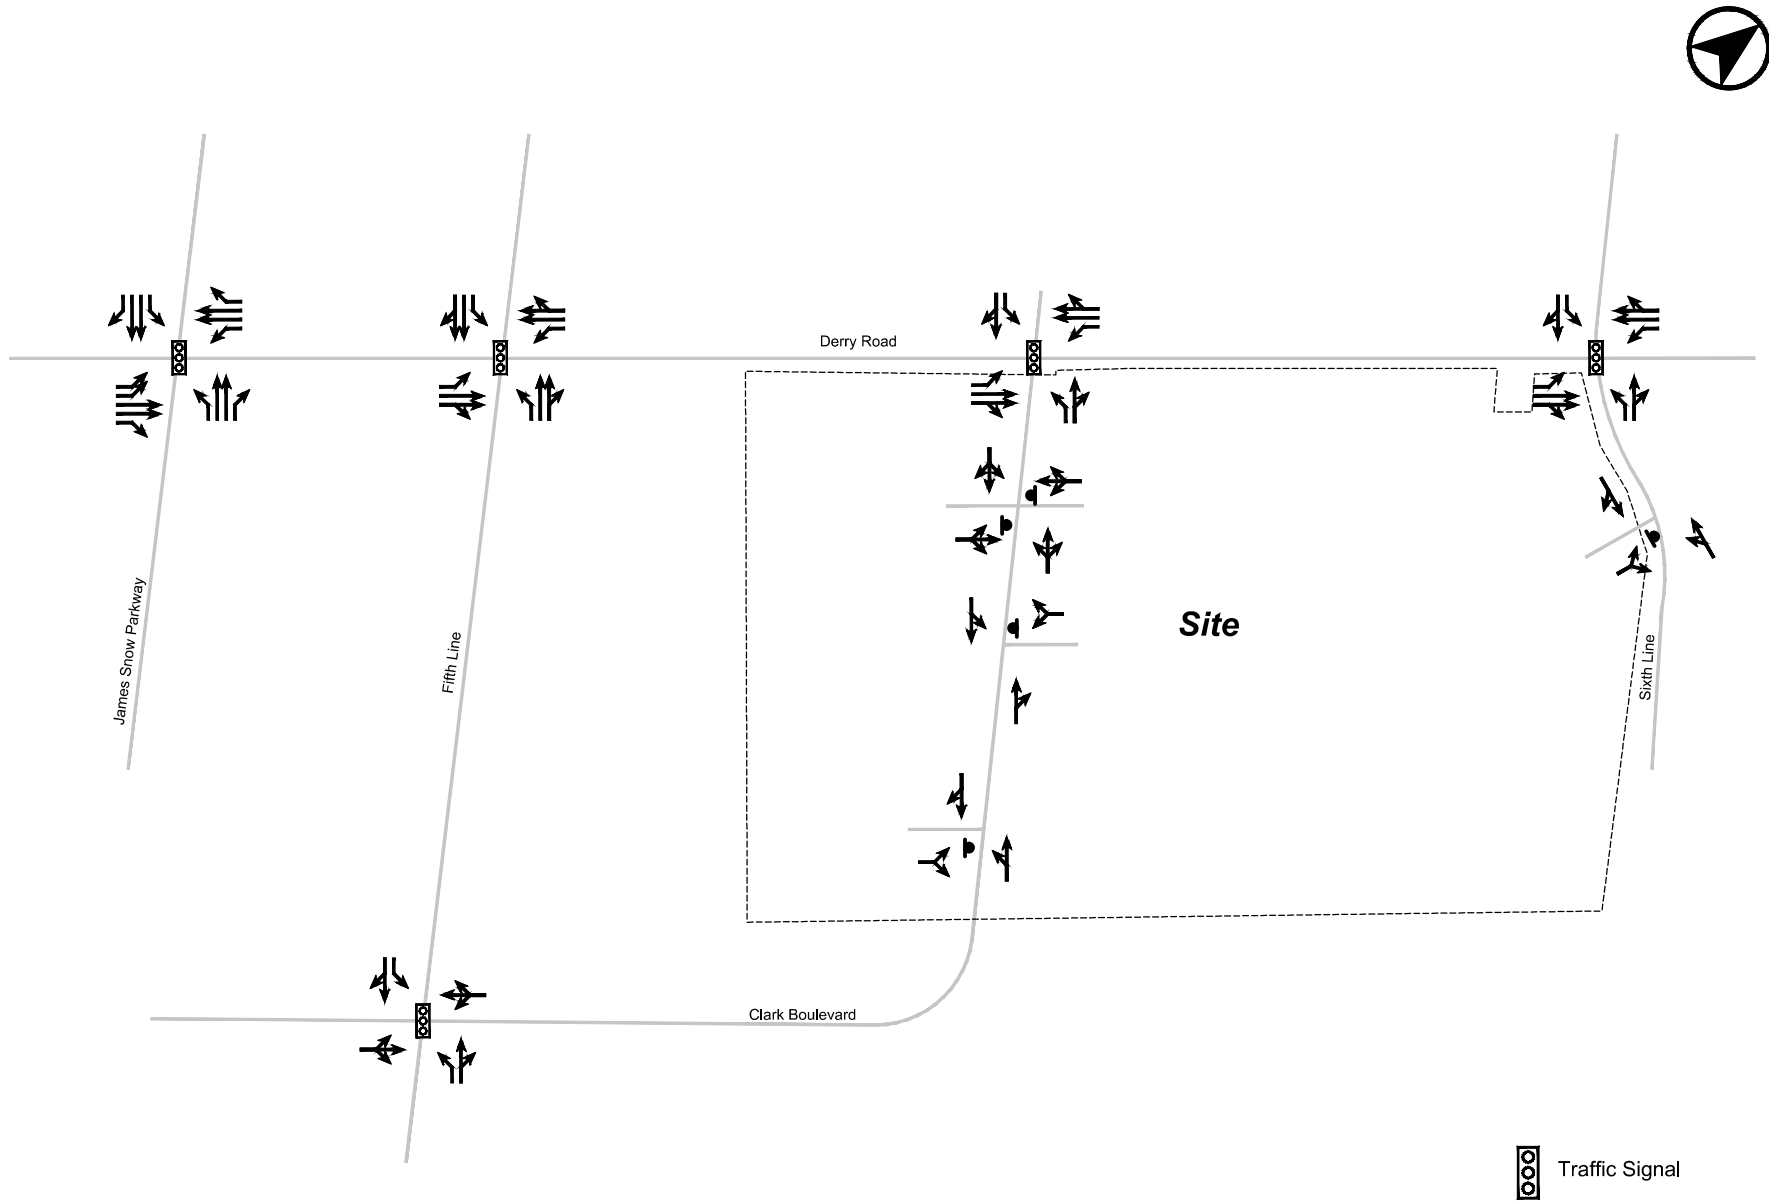 Derry Road
James Snow Parkway
Fifth Line
Site
Sixth Line
Clark Boulevard
Traffic Signal